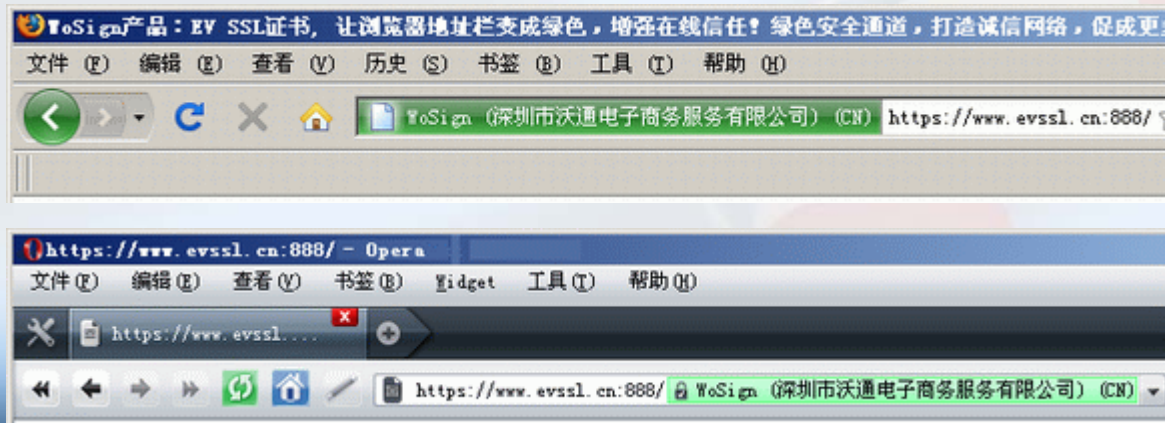 WoSign产品：EV SSL证书, 让浏览器地址栏变成绿色，增强在线信任！绿色安全通道，打造诚信网络，促成更
文件 (F) 编辑 (E) 查看 (V) 历史 (S) 书签 (B) 工具 (T) 帮助 (H)
WoSign (深圳市沃通电子商务服务有限公司) (CN) https://www.evssl.cn:888/
https://www.evssl.cn:888/ - Opera
文件(F) 编辑(E) 查看(V) 书签(B) Widget 工具(T) 帮助(H)
https://www.evssl....
https://www.evssl.cn:888/ WoSign (深圳市沃通电子商务服务有限公司) (CN)